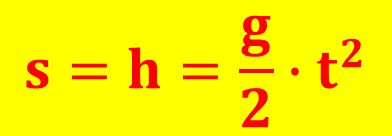 s = h = g/2 · t²